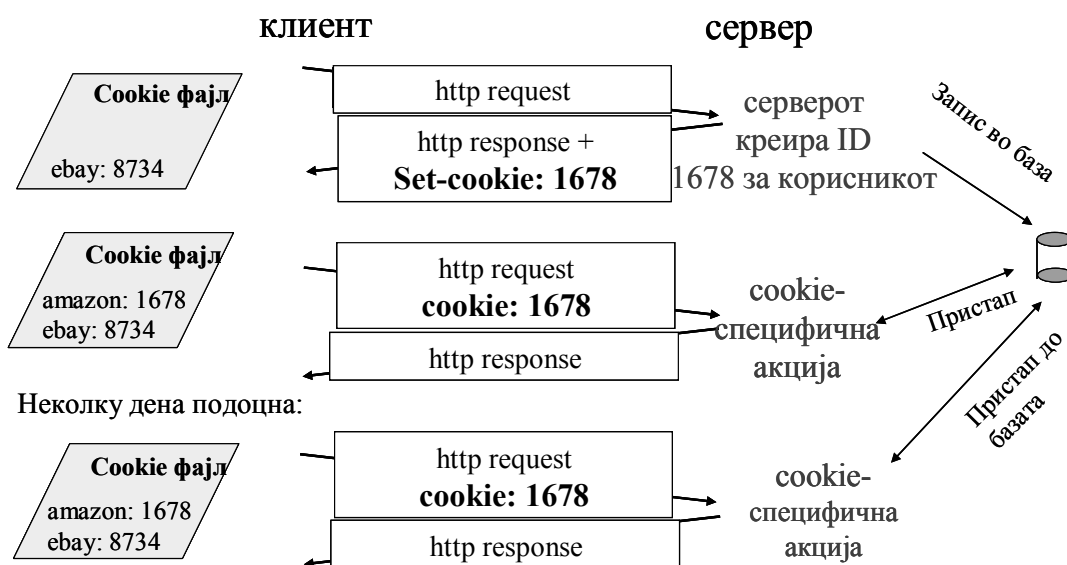 клиент
сервер
Cookie фајл
ebay: 8734
http request
http response +
Set-cookie: 1678
серверот
креира ID
1678 за корисникот
Запис во база
Cookie фајл
amazon: 1678
ebay: 8734
http request
cookie: 1678
http response
cookie-
специфична
акција
Пристап
Пристап до
базата
Неколку дена подоцна:
Cookie фајл
amazon: 1678
ebay: 8734
http request
cookie: 1678
http response
cookie-
специфична
акција